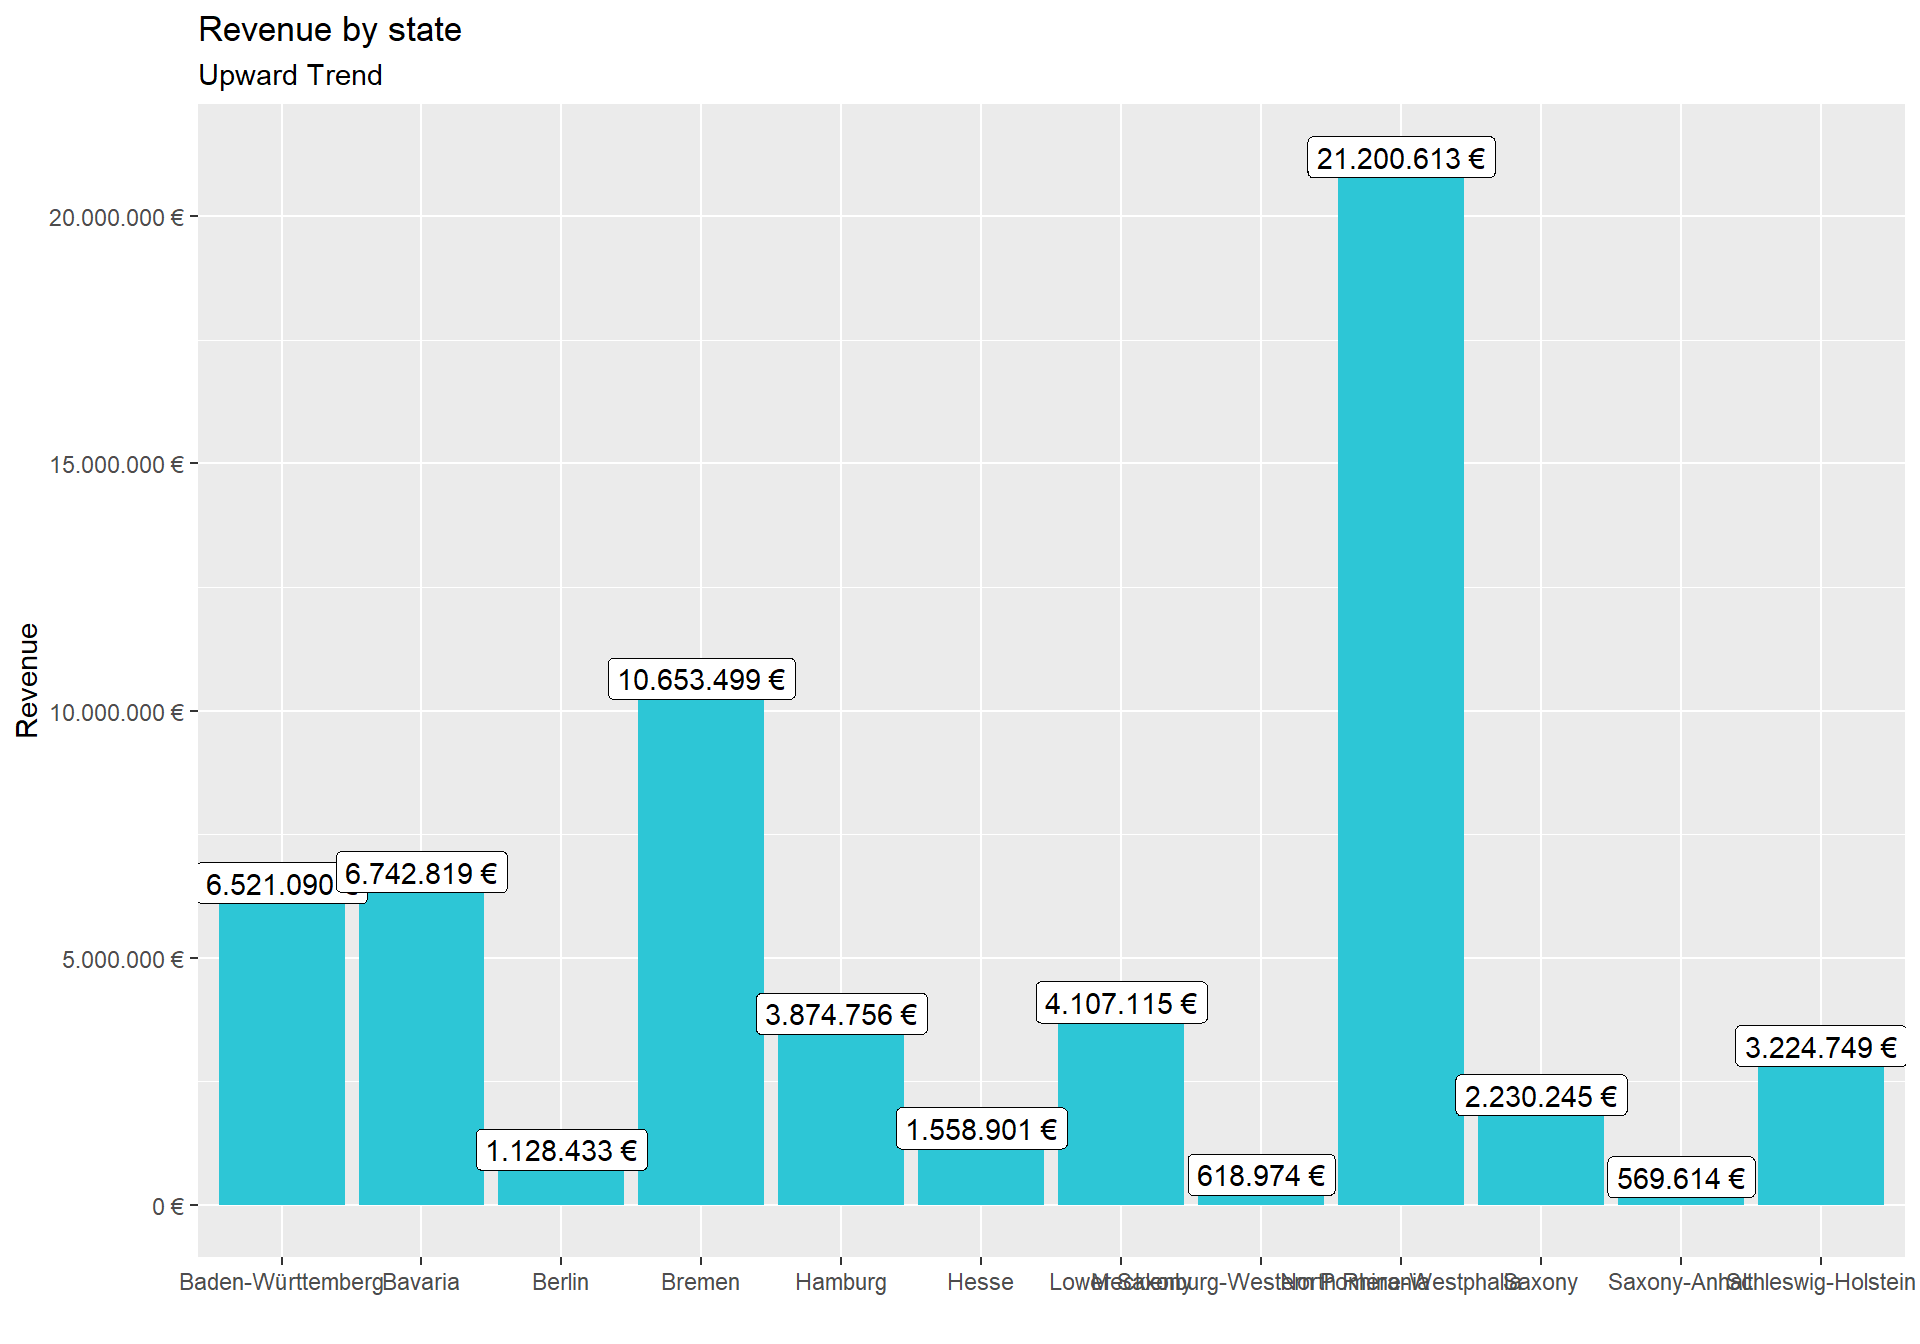 Revenue by state
Upward Trend
21.200.613 €
20.000.000 €
15.000.000 €
10.653.499 €
Revenue
10.000.000 €
6.521.090
6.742.819 €
5.000.000 €
3.874.756 €
4.107.115 €
3.224.749 €
1.128.433 €
1.558.901 €
2.230.245 €
618.974 €
569.614 €
0 €
Baden-Württemberg
Bavaria
Berlin
Bremen
Hamburg
Hesse
Lower Saxony
Mecklenburg-Western Pomerania
North Rhine-Westphalia
Saxony
Saxony-Anhalt
Schleswig-Holstein